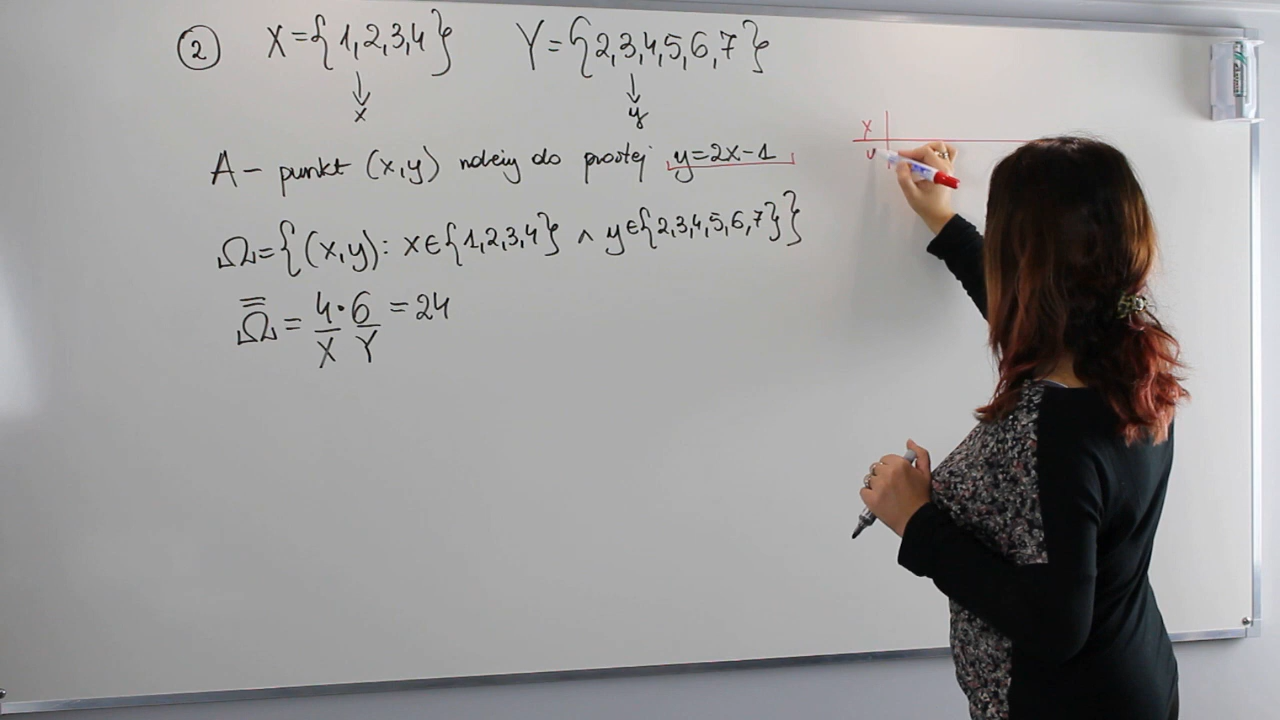 ② X={1,2,3,4} Y={2,3,4,5,6,7}
↓ ↓
x y
A – punkt (x,y) należy do prostej y=2x-1
Ω={(x,y): x∈{1,2,3,4} ∧ y∈{2,3,4,5,6,7}}
Ω̿ = 4·6 = 24
X Y
x
y